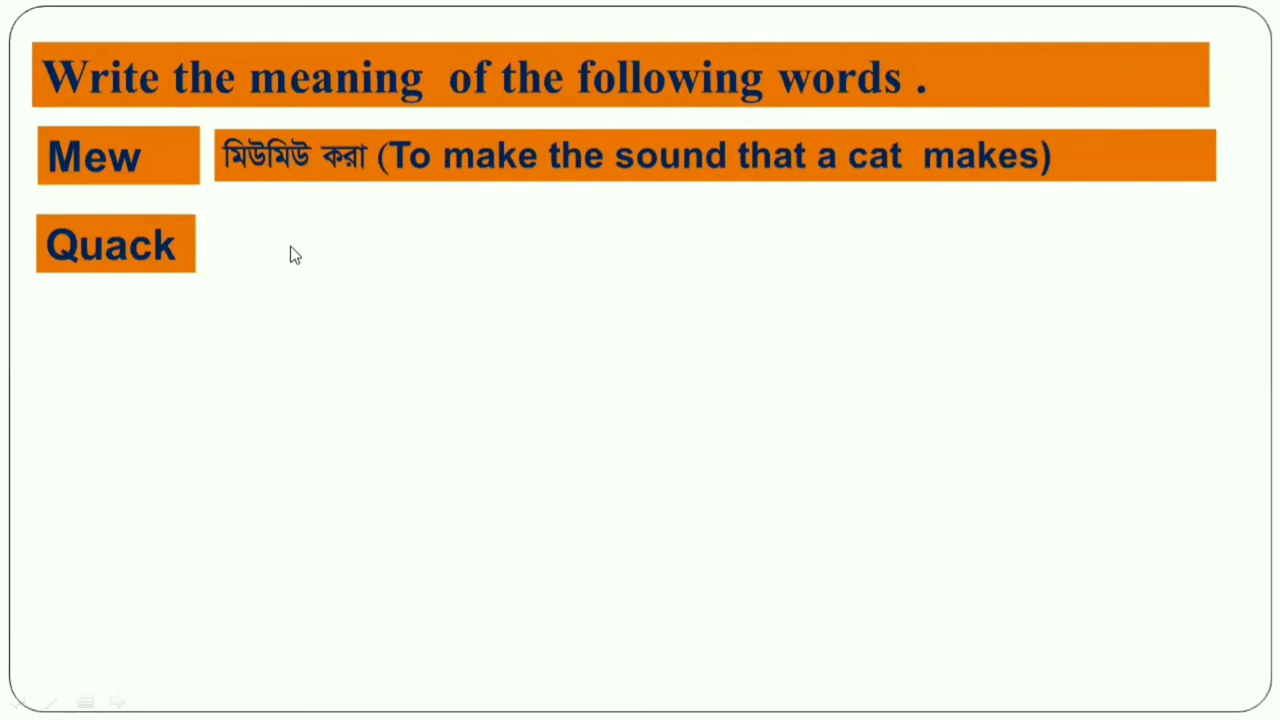 Write the meaning of the following words .
Mew মিউমিউ করা (To make the sound that a cat makes)
Quack